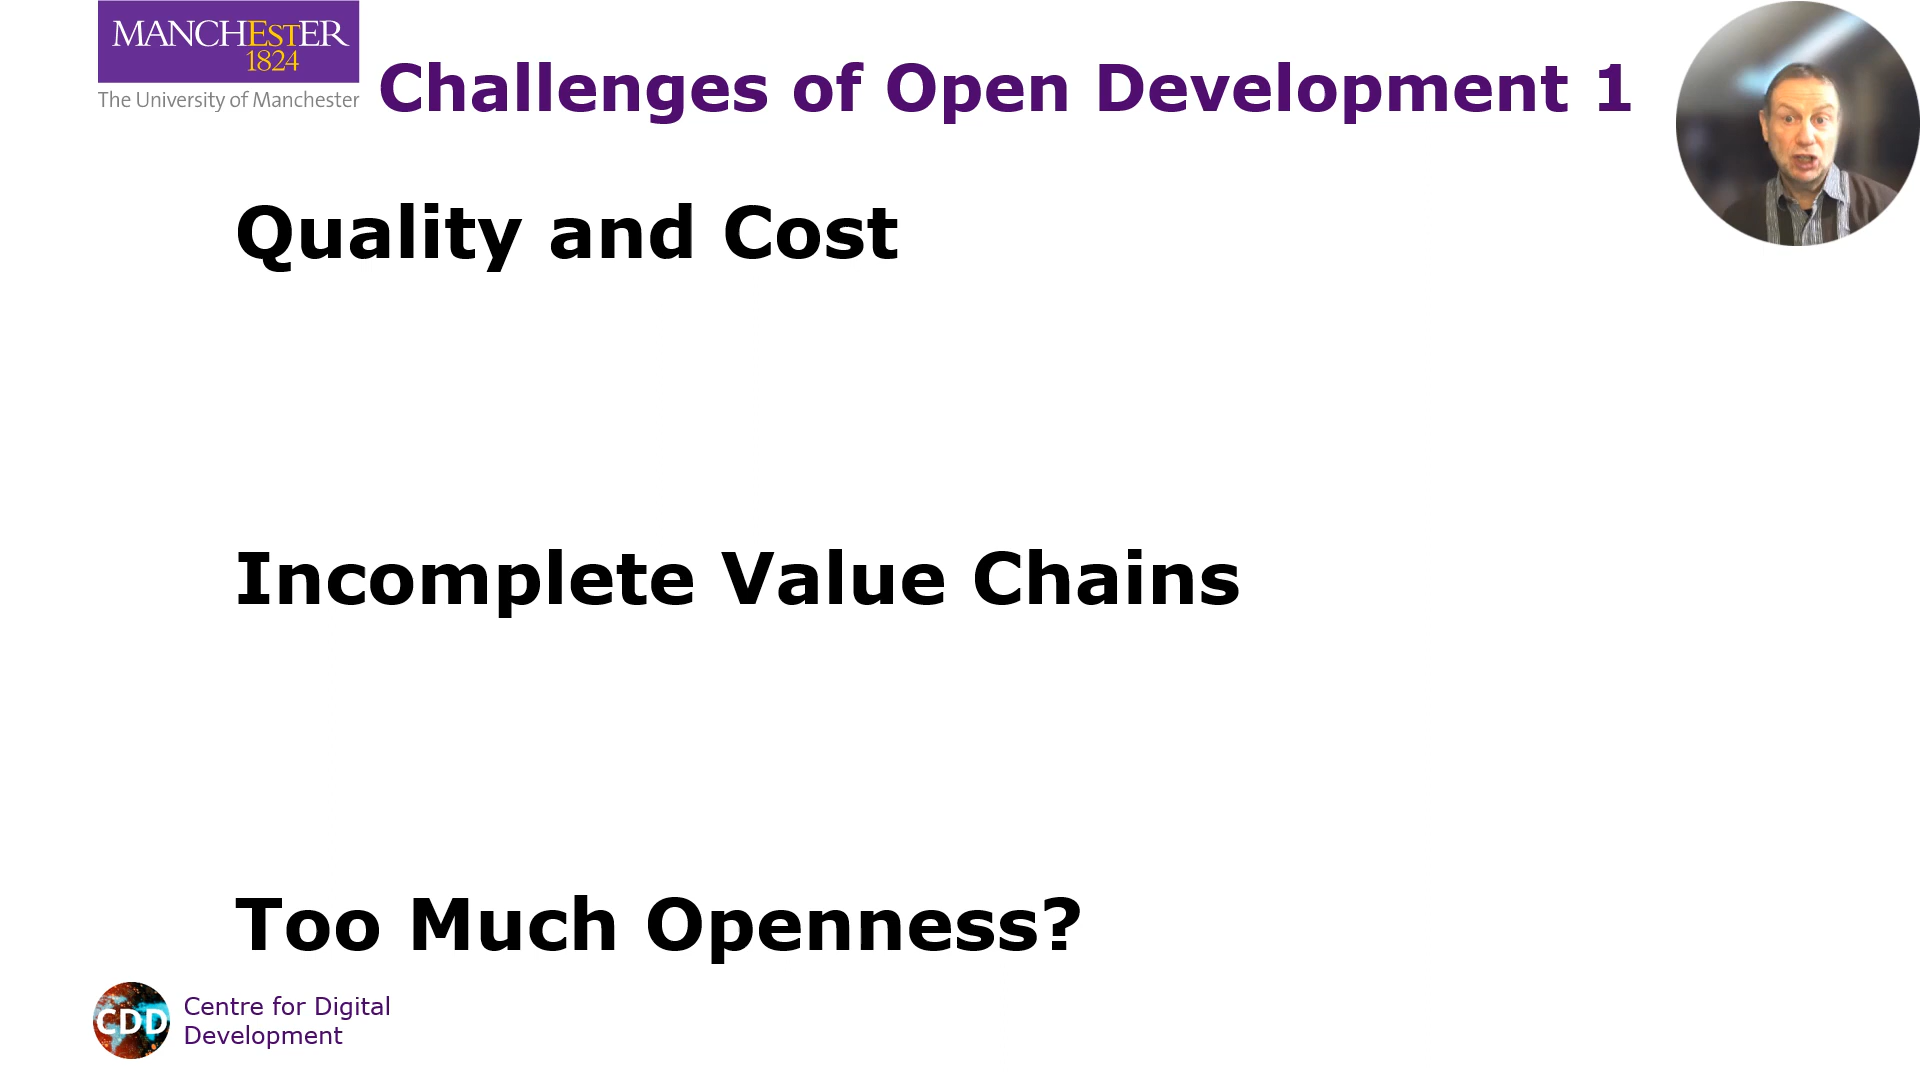 MANCHESTER
1824
The University of Manchester
Challenges of Open Development 1
Quality and Cost
Incomplete Value Chains
Too Much Openness?
CDD
Centre for Digital
Development